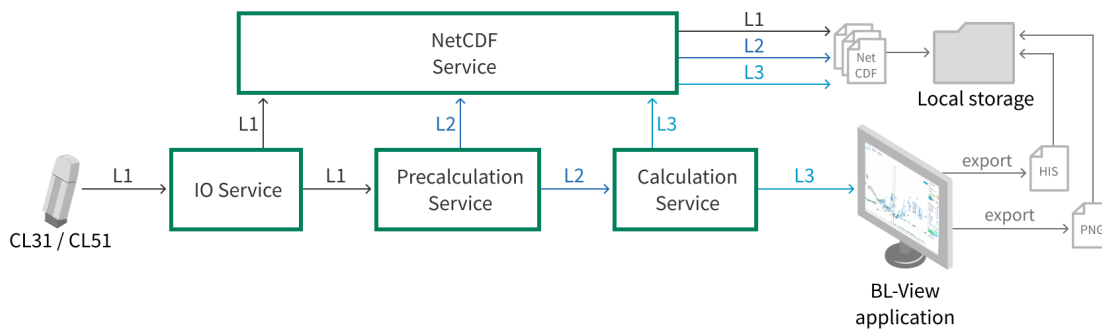 L1
L2
L3
NetCDF
Service
Net
CDF
Local storage
L1
L2
L3
L1
IO Service
L1
Precalculation
Service
L2
Calculation
Service
L3
export
HIS
export
PNG
CL31 / CL51
BL-View
application